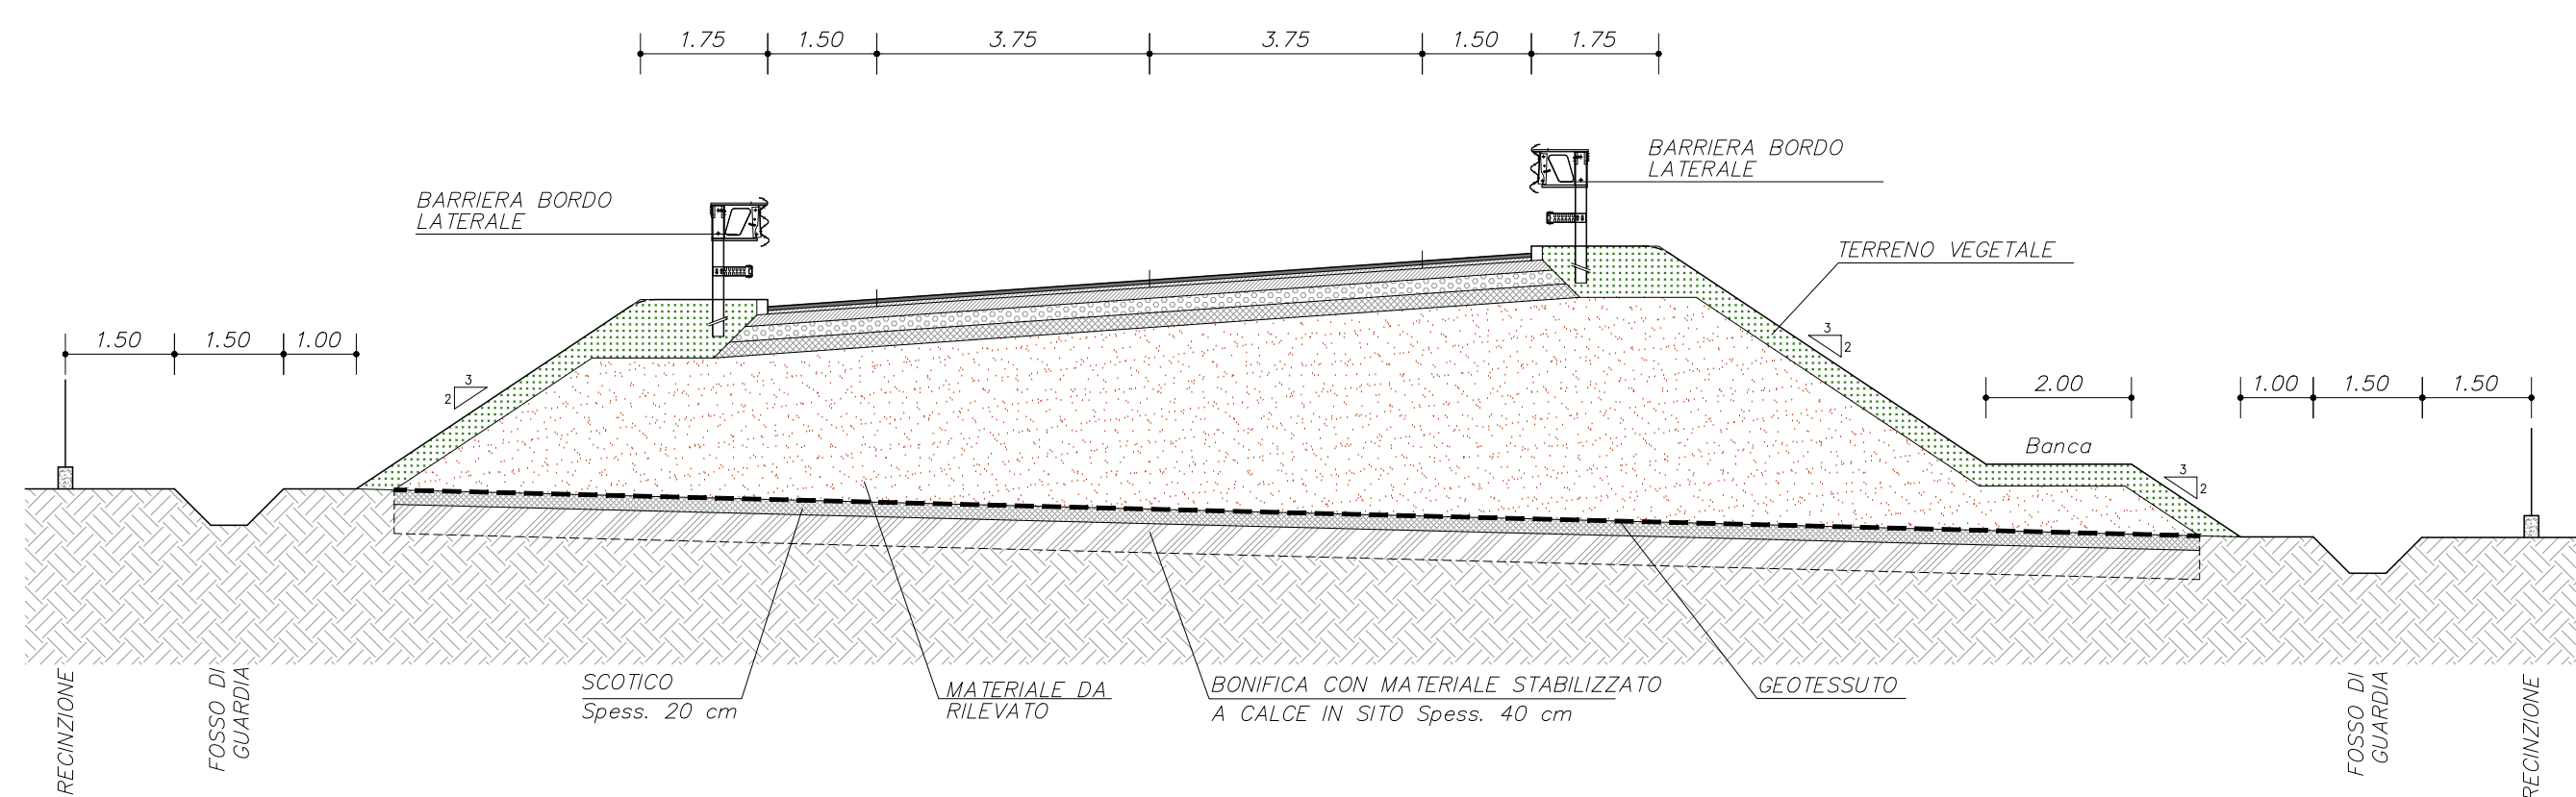 1.75 1.50 3.75 3.75 1.50 1.75
BARRIERA BORDO
LATERALE
BARRIERA BORDO
LATERALE
TERRENO VEGETALE
1.50 1.50 1.00
3
2
3
2
2.00
1.00 1.50 1.50
Banca
3
2
SCOTICO
Spess. 20 cm
MATERIALE DA
RILEVATO
BONIFICA CON MATERIALE STABILIZZATO
A CALCE IN SITO Spess. 40 cm
GEOTESSUTO
RECINZIONE
FOSSO DI
GUARDIA
FOSSO DI
GUARDIA
RECINZIONE